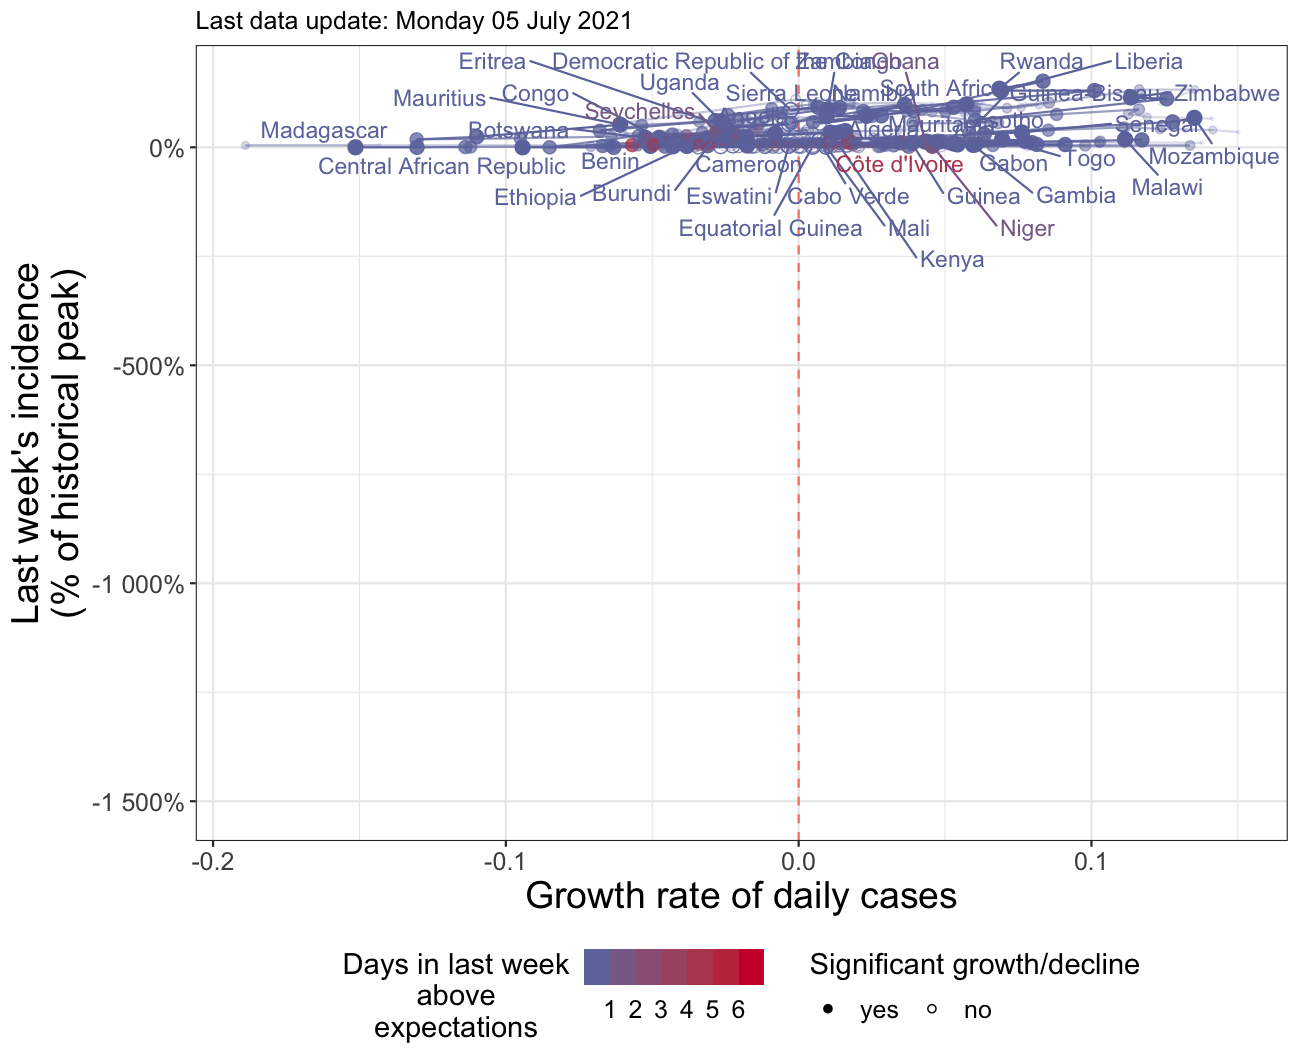 Last data update: Monday 05 July 2021
Eritrea
Democratic Republic of the Congo
Zambia
Ghana
Rwanda
Liberia
Uganda
Mauritius
Congo
Sierra Leone
Namibia
South Africa
Guinea-Bissau
Zimbabwe
Seychelles
Angola
Madagascar
Botswana
Algeria
Mauritania
Lesotho
Senegal
Central African Republic
Benin
Cameroon
Côte d'Ivoire
Gabon
Togo
Mozambique
Ethiopia
Burundi
Eswatini
Cabo Verde
Guinea
Gambia
Malawi
Equatorial Guinea
Mali
Niger
Kenya
0%
-500%
-1 000%
-1 500%
Last week's incidence
(% of historical peak)
-0.2
-0.1
0.0
0.1
Growth rate of daily cases
Days in last week
above
expectations
1 2 3 4 5 6
Significant growth/decline
yes
no